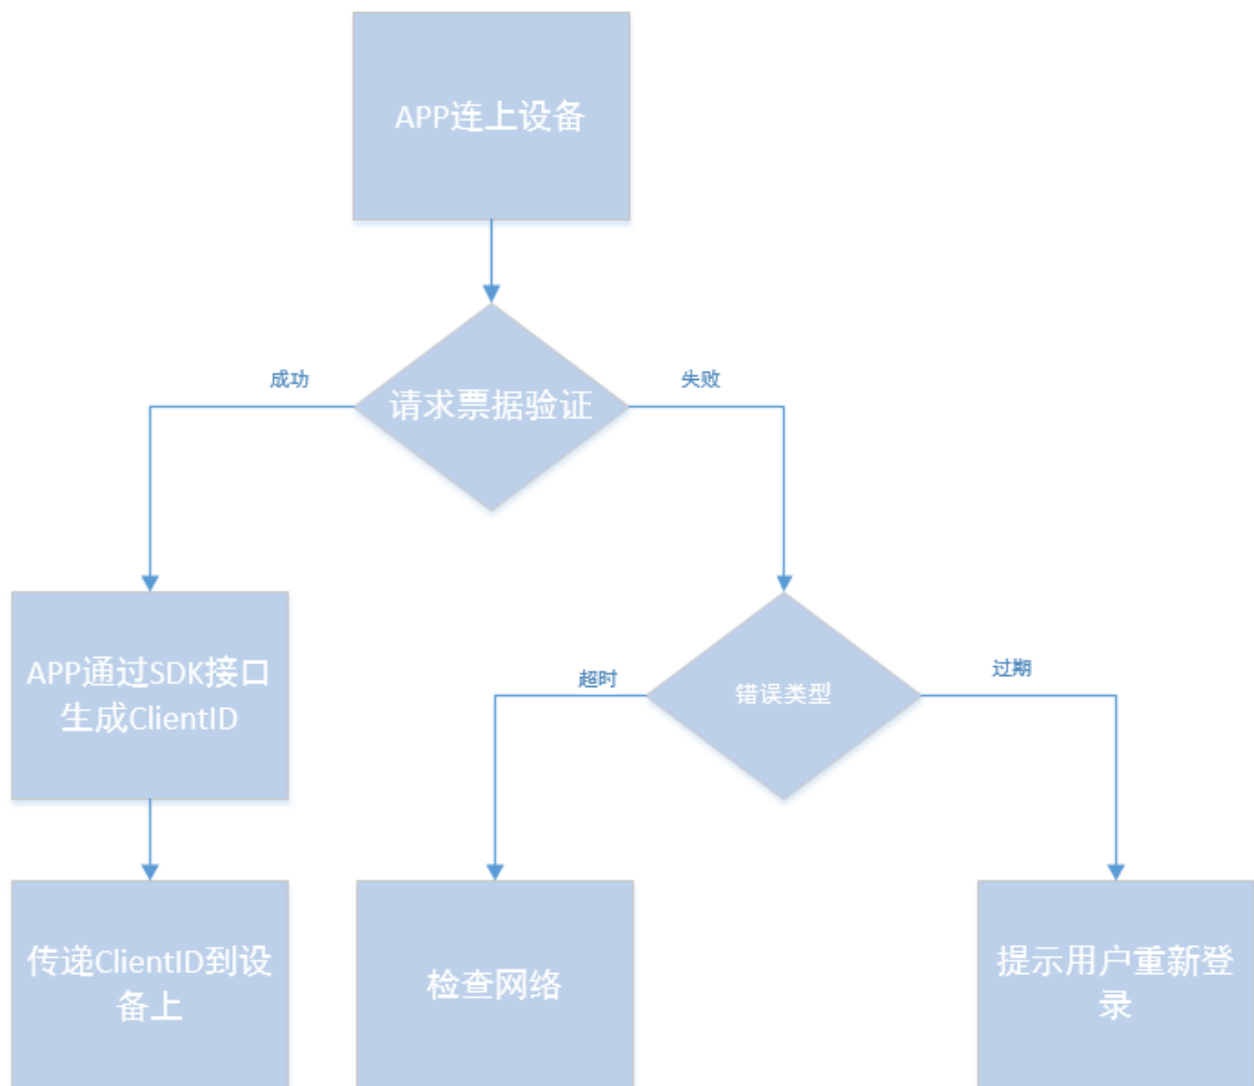 APP连上设备
成功
请求票据验证
失败
APP通过SDK接口
生成ClientID
超时
错误类型
过期
传递ClientID到设
备上
检查网络
提示用户重新登
录